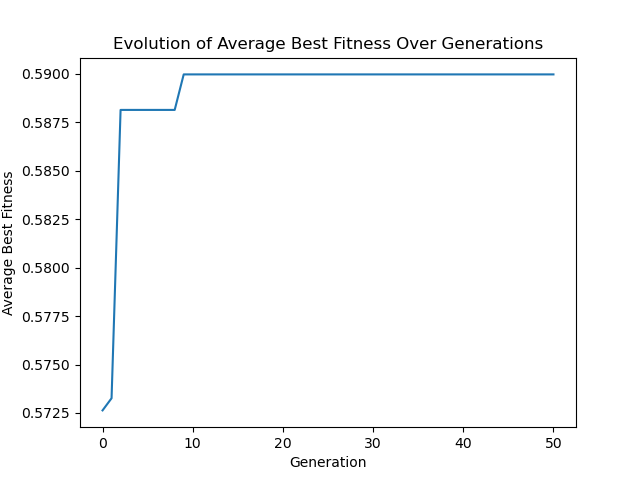 Evolution of Average Best Fitness Over Generations
0.5900
0.5875
0.5850
0.5825
0.5800
0.5775
0.5750
0.5725
Average Best Fitness
0 10 20 30 40 50
Generation